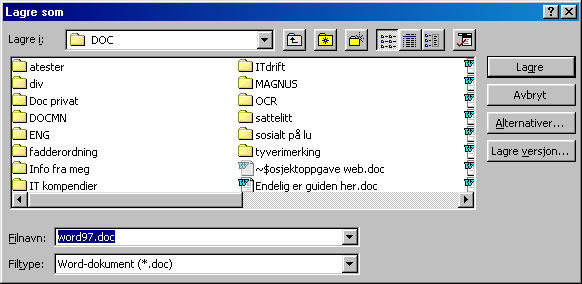 Lagre som
Lagre i:
DOC
atester
div
Doc privat
DOCMN
ENG
fadderordning
Info fra meg
IT kompendier
ITdrift
MAGNUS
OCR
sattelitt
sosialt på lu
tyverimerking
~$osjektoppgave web.doc
Endelig er guiden her.doc
Lagre
Avbryt
Alternativer...
Lagre versjon...
Filnavn:
word97.doc
Filtype:
Word-dokument (*.doc)